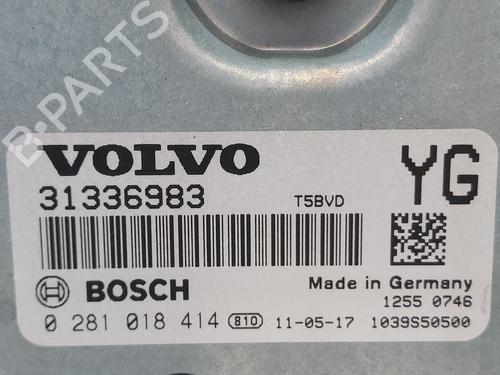 B-PARTS
VOLVO
YG
31336983 T5BVD
BOSCH Made in Germany
1255 0746
0 281 018 414 810 11-05-17 1039S50500